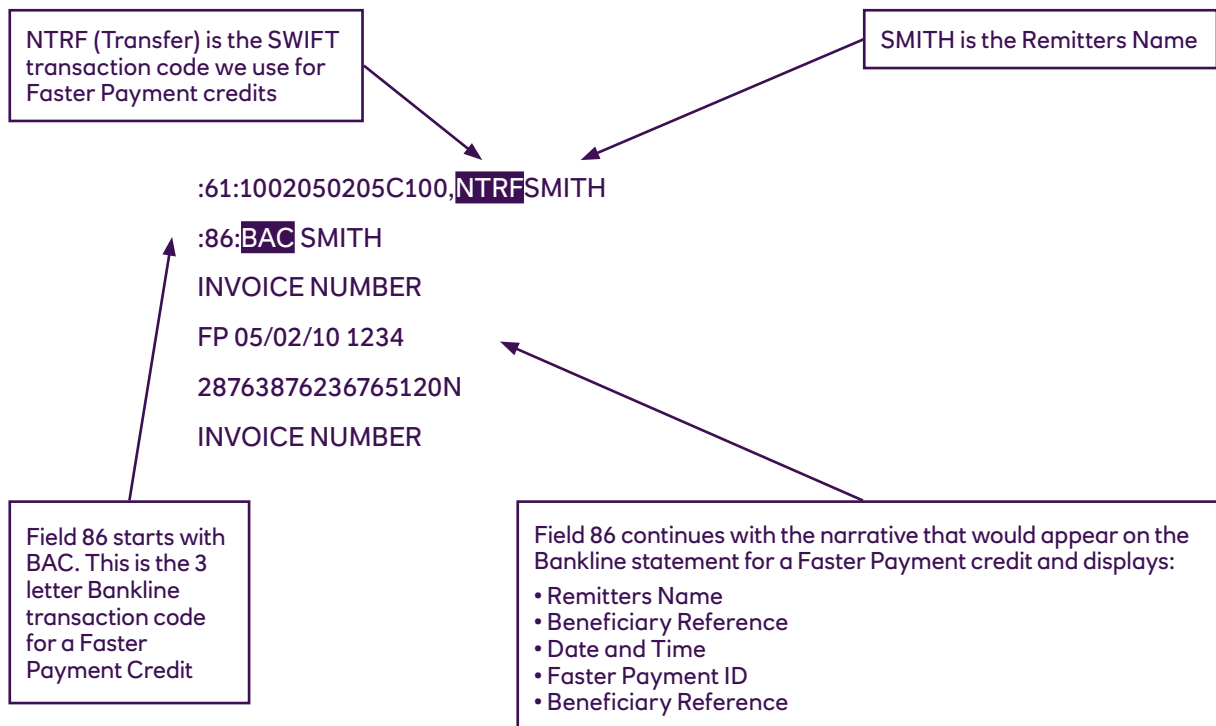 NTRF (Transfer) is the SWIFT
transaction code we use for
Faster Payment credits
SMITH is the Remitters Name
:61:1002050205C100,NTRFSMITH
:86:BAC SMITH
INVOICE NUMBER
FP 05/02/10 1234
28763876236765120N
INVOICE NUMBER
Field 86 starts with
BAC. This is the 3
letter Bankline
transaction code
for a Faster
Payment Credit
Field 86 continues with the narrative that would appear on the
Bankline statement for a Faster Payment credit and displays:
• Remitters Name
• Beneficiary Reference
• Date and Time
• Faster Payment ID
• Beneficiary Reference